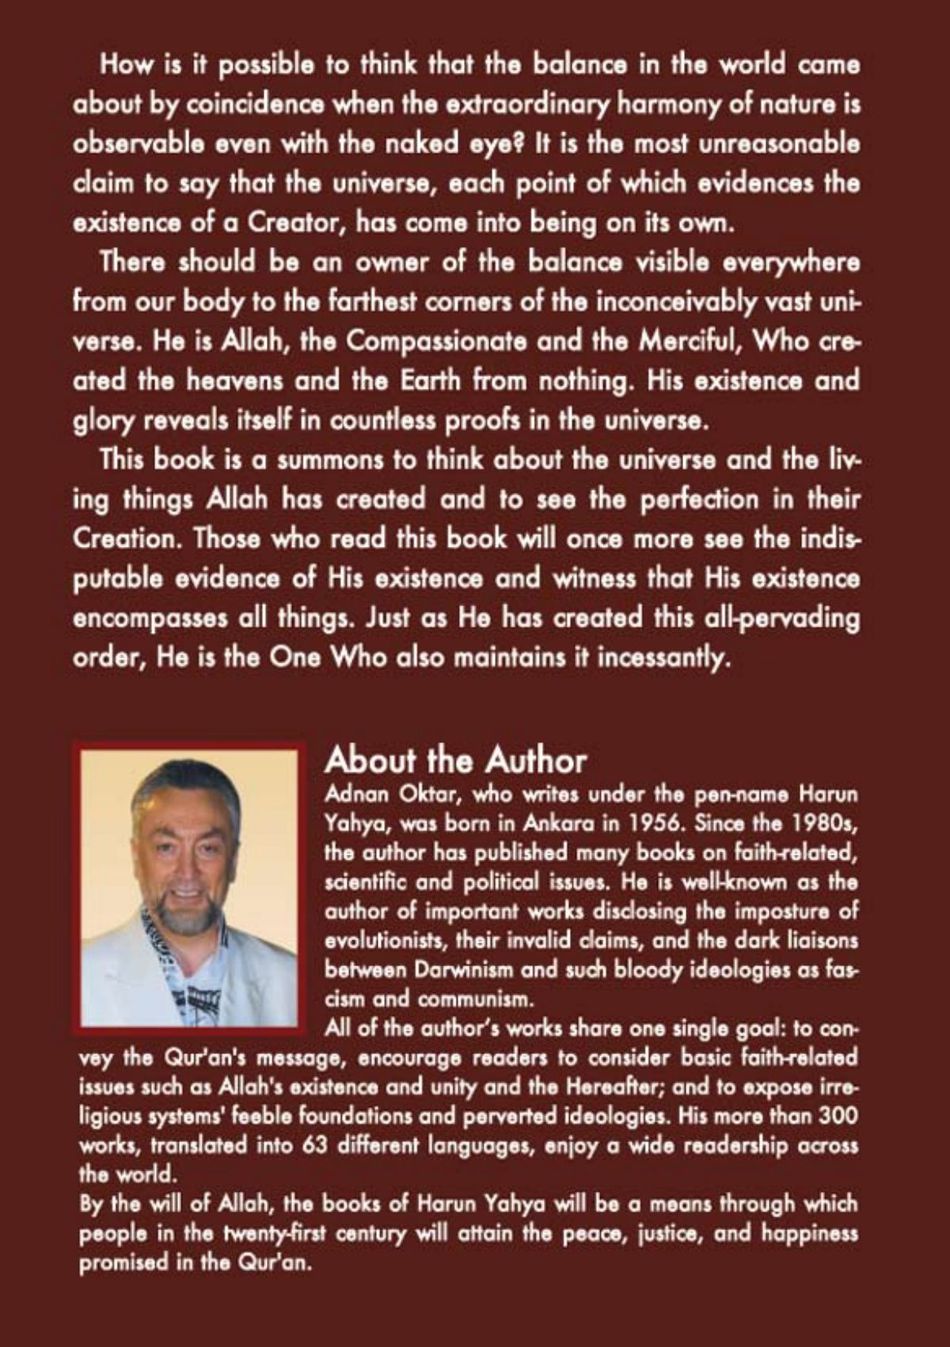 How is it possible to think that the balance in the world came
about by coincidence when the extraordinary harmony of nature is
observable even with the naked eye? It is the most unreasonable
claim to say that the universe, each point of which evidences the
existence of a Creator, has come into being on its own.
There should be an owner of the balance visible everywhere
from our body to the farthest corners of the inconceivably vast uni-
verse. He is Allah, the Compassionate and the Merciful, Who cre-
ated the heavens and the Earth from nothing. His existence and
glory reveals itself in countless proofs in the universe.
This book is a summons to think about the universe and the liv-
ing things Allah has created and to see the perfection in their
Creation. Those who read this book will once more see the indis-
putable evidence of His existence and witness that His existence
encompasses all things. Just as He has created this all-pervading
order, He is the One Who also maintains it incessantly.
About the Author
Adnan Oktar, who writes under the pen-name Harun
Yahya, was born in Ankara in 1956. Since the 1980s,
the author has published many books on faith-related,
scientific and political issues. He is well-known as the
author of important works disclosing the imposture of
evolutionists, their invalid claims, and the dark liaisons
between Darwinism and such bloody ideologies as fas-
cism and communism.
All of the author's works share one single goal: to con-
vey the Qur'an's message, encourage readers to consider basic faith-related
issues such as Allah's existence and unity and the Hereafter; and to expose irre-
ligious systems' feeble foundations and perverted ideologies. His more than 300
works, translated into 63 different languages, enjoy a wide readership across
the world.
By the will of Allah, the books of Harun Yahya will be a means through which
people in the twenty-first century will attain the peace, justice, and happiness
promised in the Qur'an.